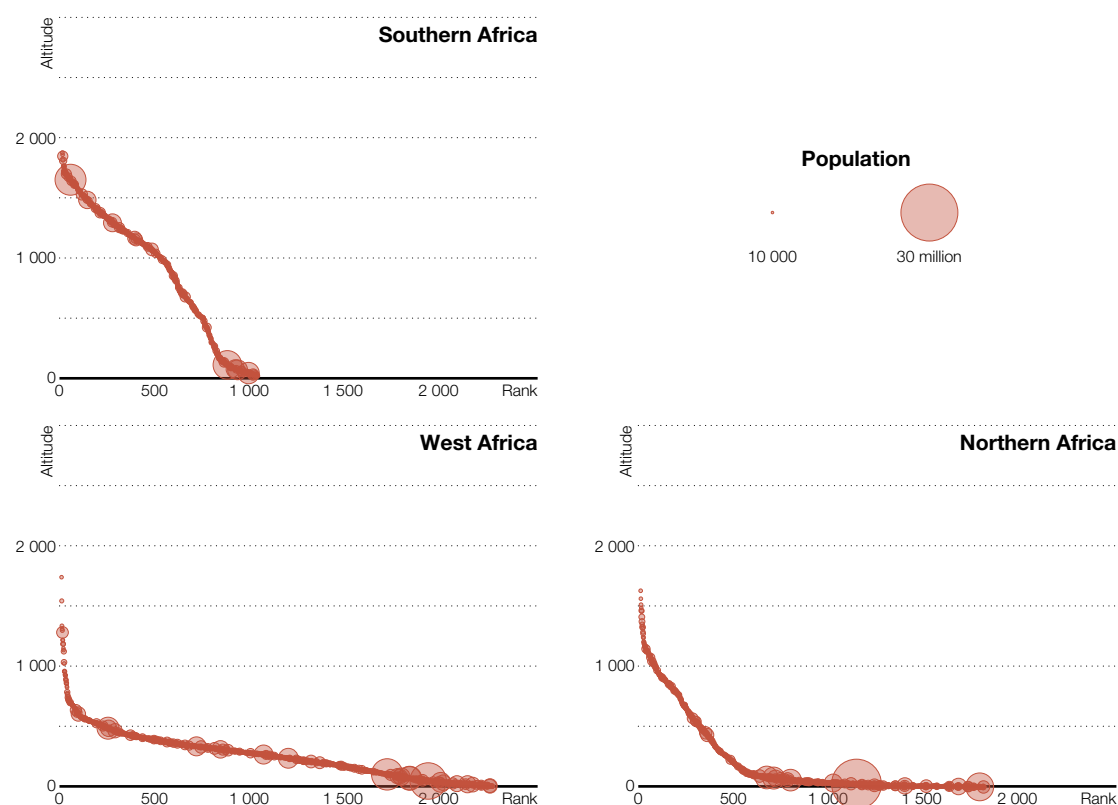 Southern Africa
Altitude
2 000
1 000
0
0 500 1 000 1 500 2 000 Rank
Population
10 000 30 million
West Africa
Altitude
2 000
1 000
0
0 500 1 000 1 500 2 000 Rank
Northern Africa
Altitude
2 000
1 000
0
0 500 1 000 1 500 2 000 Rank